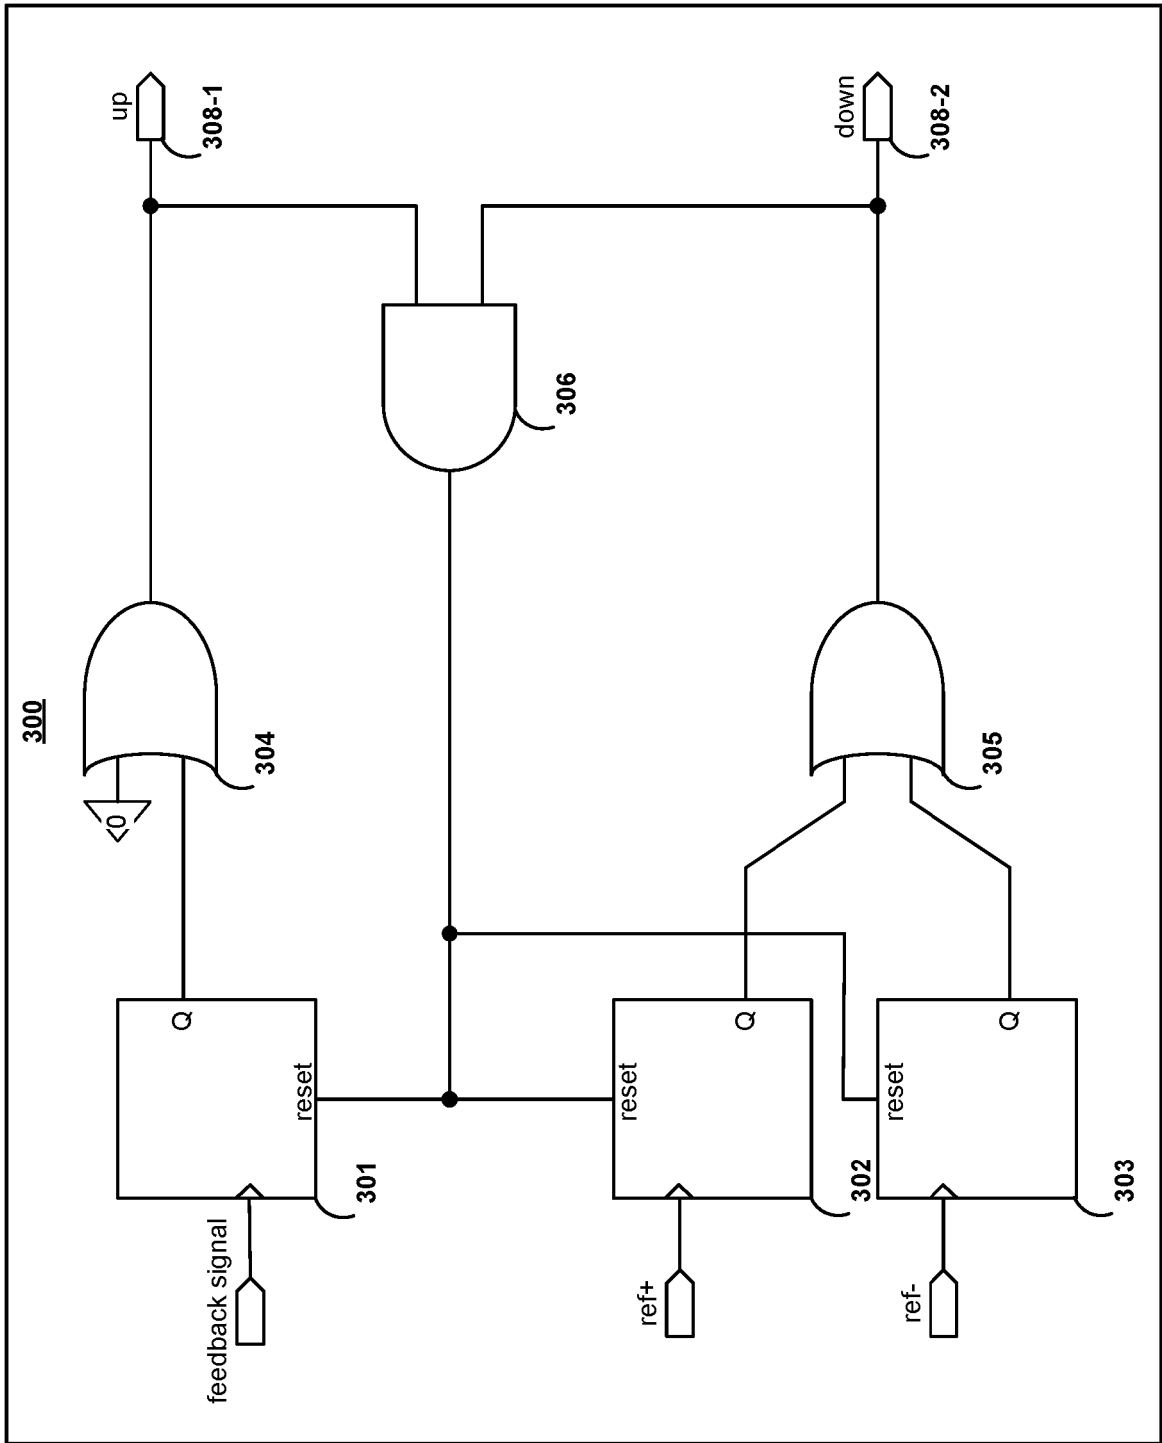 300
feedback signal
Q
reset
301
0
304
up
308-1
306
ref+
Q
reset
302
ref-
Q
reset
303
305
down
308-2